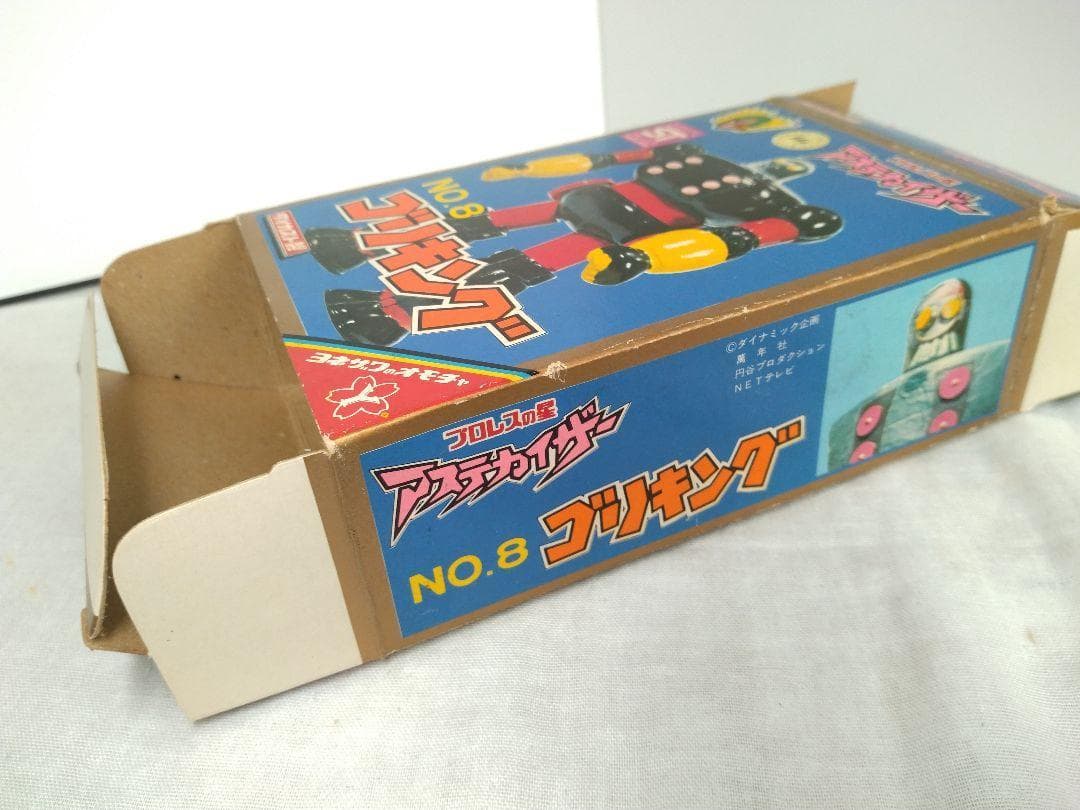 アステカイザー
NO.8
ゴリキング
ヨネザワのオモチャ
Y
プロレスの星
アステカイザー
NO.8
ゴリキング
©ダイナミック企画
萬年社
円谷プロダクション
NETテレビ